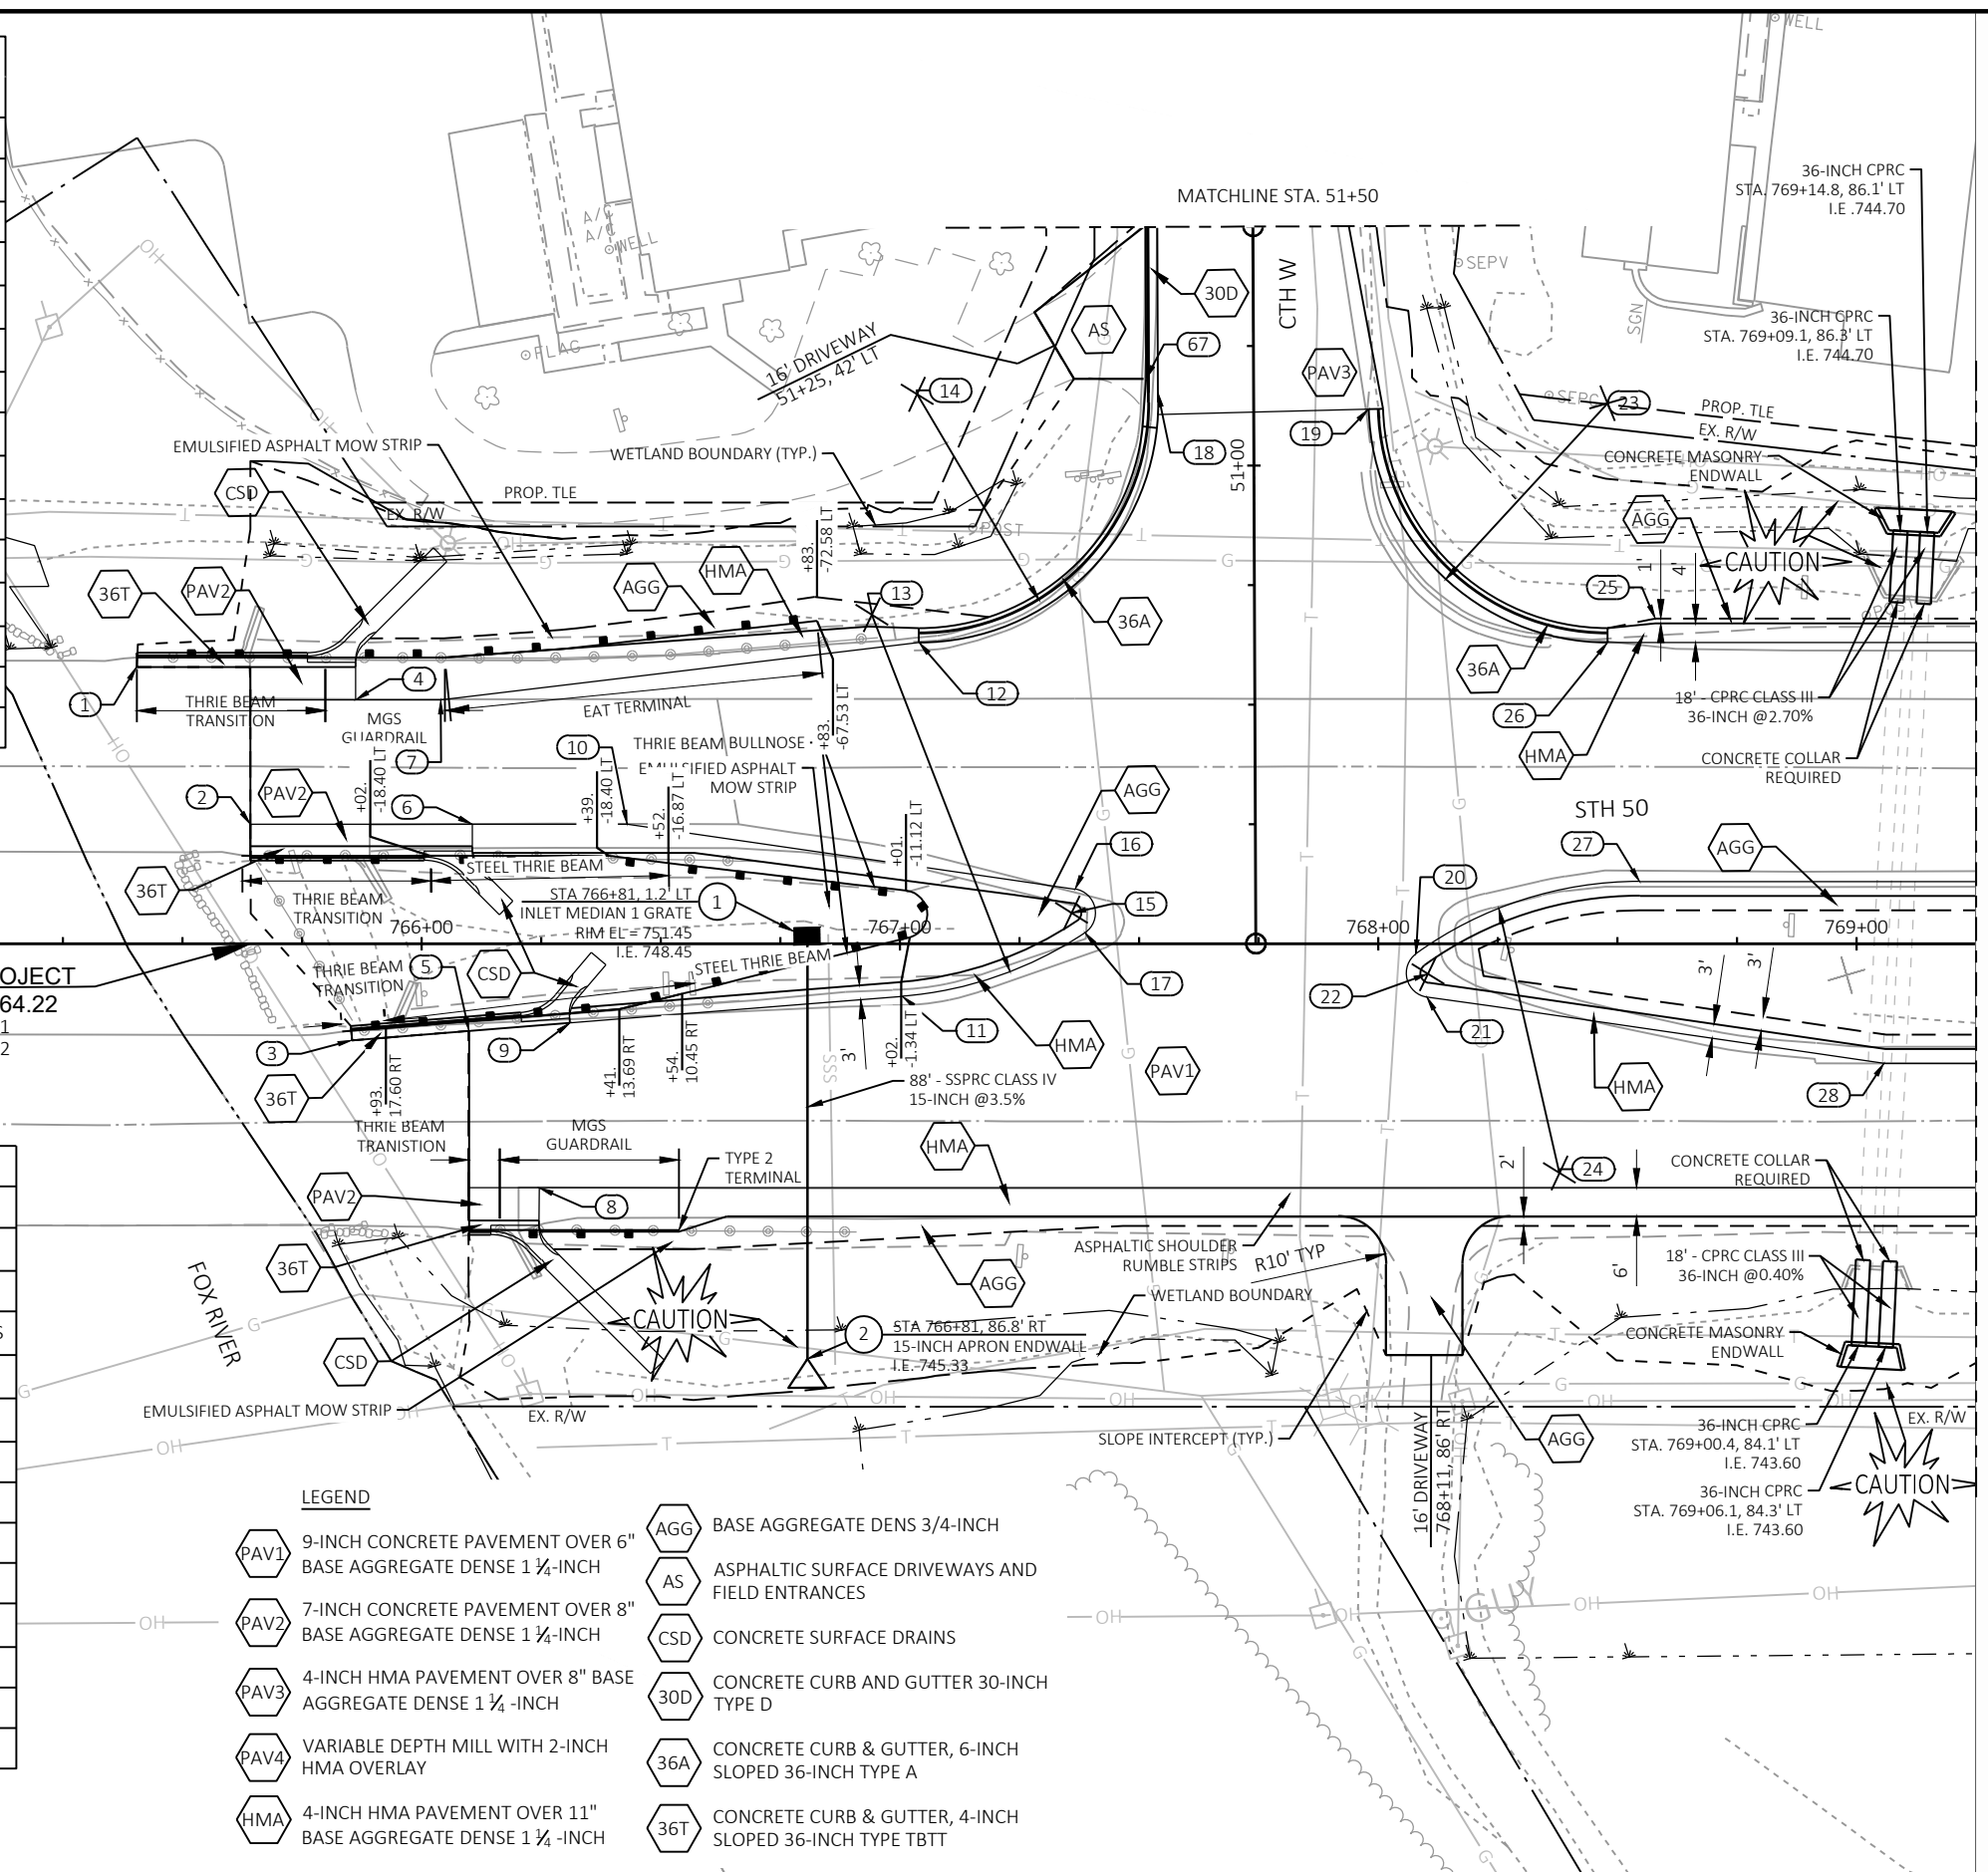 WELL
MATCHLINE STA. 51+50
36-INCH CPRC
STA. 769+14.8, 86.1' LT
I.E .744.70
OH
A/C
A/C
WELL
SEPV
30D
CTH W
AS
SGN
36-INCH CPRC
STA. 769+09.1, 86.3' LT
I.E. 744.70
67
FLAG
16' DRIVEWAY
51+25, 42' LT
PAV3
14
SEPC
23
PROP. TLE
EX. R/W
OH
EMULSIFIED ASPHALT MOW STRIP
WETLAND BOUNDARY (TYP.)
18
19
51+00
CONCRETE MASONRY
ENDWALL
CSD
PROP. TLE
EX. R/W
POST
AGG
CAUTION
+83.
-72.58 LT
36T
PAV2
AGG
HMA
13
36A
25
1'
4'
36A
1
4
12
THRIE BEAM
TRANSITION
MGS
GUARDRAIL
EAT TERMINAL
18' - CPRC CLASS III
36-INCH @2.70%
26
HMA
CONCRETE COLLAR
REQUIRED
+83.
-67.53 LT
7
10
THRIE BEAM BULLNOSE
EMULSIFIED ASPHALT
MOW STRIP
2
PAV2
+02.
-18.40 LT
6
+39.
-18.40 LT
+52.
-16.87 LT
+01.
-11.12 LT
AGG
16
STH 50
27
AGG
36T
STEEL THRIE BEAM
THRIE BEAM
TRANSITION
STA 766+81, 1.2' LT
INLET MEDIAN 1 GRATE
RIM EL = 751.45
I.E. 748.45
1
15
20
766+00
767+00
768+00
769+00
OJECT
64.22
1
2
THRIE BEAM
TRANSITION
5
CSD
STEEL THRIE BEAM
17
22
21
3'
3'
3
9
11
HMA
PAV1
3'
36T
+93.
17.60 RT
+41.
13.69 RT
+54.
10.45 RT
+02.
-1.34 LT
88' - SSPRC CLASS IV
15-INCH @3.5%
SSS
HMA
28
THRIE BEAM
TRANISTION
MGS
GUARDRAIL
HMA
TYPE 2
TERMINAL
24
2'
CONCRETE COLLAR
REQUIRED
PAV2
8
36T
ASPHALTIC SHOULDER
RUMBLE STRIPS
R10' TYP
AGG
6'
18' - CPRC CLASS III
36-INCH @0.40%
FOX RIVER
CAUTION
WETLAND BOUNDARY
2
STA 766+81, 86.8' RT
15-INCH APRON ENDWALL
I.E. 745.33
CONCRETE MASONRY
ENDWALL
CSD
EMULSIFIED ASPHALT MOW STRIP
EX. R/W
SLOPE INTERCEPT (TYP.)
16' DRIVEWAY
768+11, 86' RT
AGG
36-INCH CPRC
STA. 769+00.4, 84.1' LT
I.E. 743.60
EX. R/W
CAUTION
36-INCH CPRC
STA. 769+06.1, 84.3' LT
I.E. 743.60
GUY
LEGEND
PAV1
9-INCH CONCRETE PAVEMENT OVER 6"
BASE AGGREGATE DENSE 1 ¼-INCH
PAV2
7-INCH CONCRETE PAVEMENT OVER 8"
BASE AGGREGATE DENSE 1 ¼-INCH
PAV3
4-INCH HMA PAVEMENT OVER 8" BASE
AGGREGATE DENSE 1 ¼ -INCH
PAV4
VARIABLE DEPTH MILL WITH 2-INCH
HMA OVERLAY
HMA
4-INCH HMA PAVEMENT OVER 11"
BASE AGGREGATE DENSE 1 ¼ -INCH
AGG
BASE AGGREGATE DENS 3/4-INCH
AS
ASPHALTIC SURFACE DRIVEWAYS AND
FIELD ENTRANCES
CSD
CONCRETE SURFACE DRAINS
30D
CONCRETE CURB AND GUTTER 30-INCH
TYPE D
36A
CONCRETE CURB & GUTTER, 6-INCH
SLOPED 36-INCH TYPE A
36T
CONCRETE CURB & GUTTER, 4-INCH
SLOPED 36-INCH TYPE TBTT